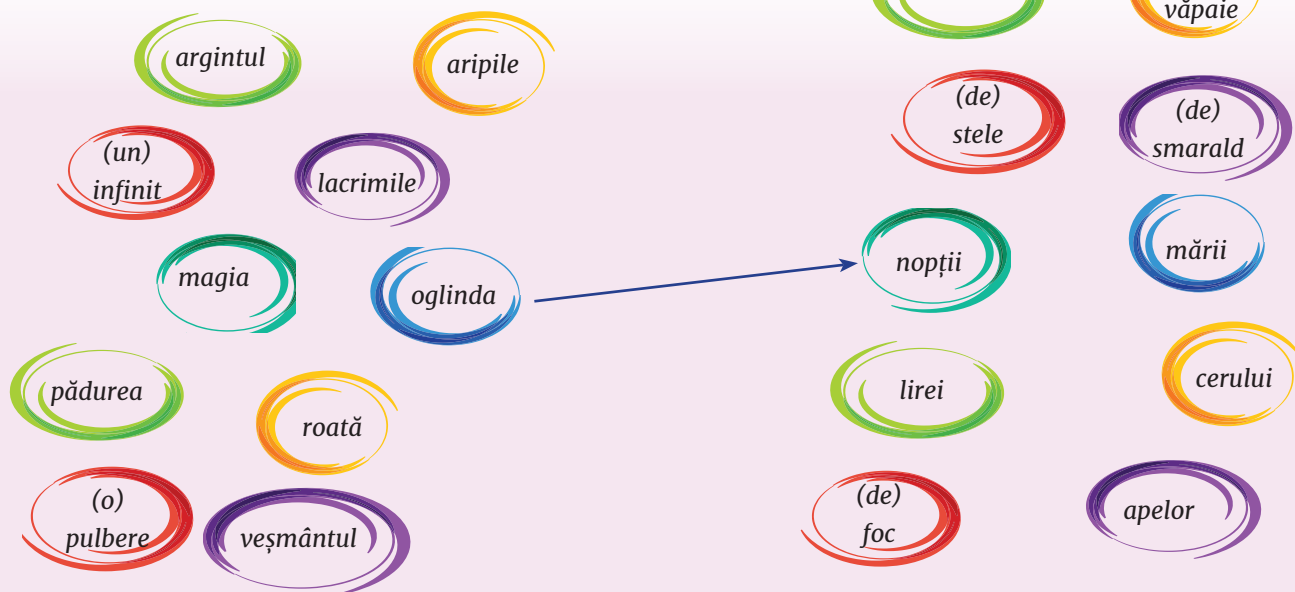 văpaie
argintul
aripile
(de)
stele
(de)
smarald
(un)
infinit
lacrimile
magia
oglinda
nopții
mării
pădurea
roată
lirei
cerului
(o)
pulbere
veșmântul
(de)
foc
apelor